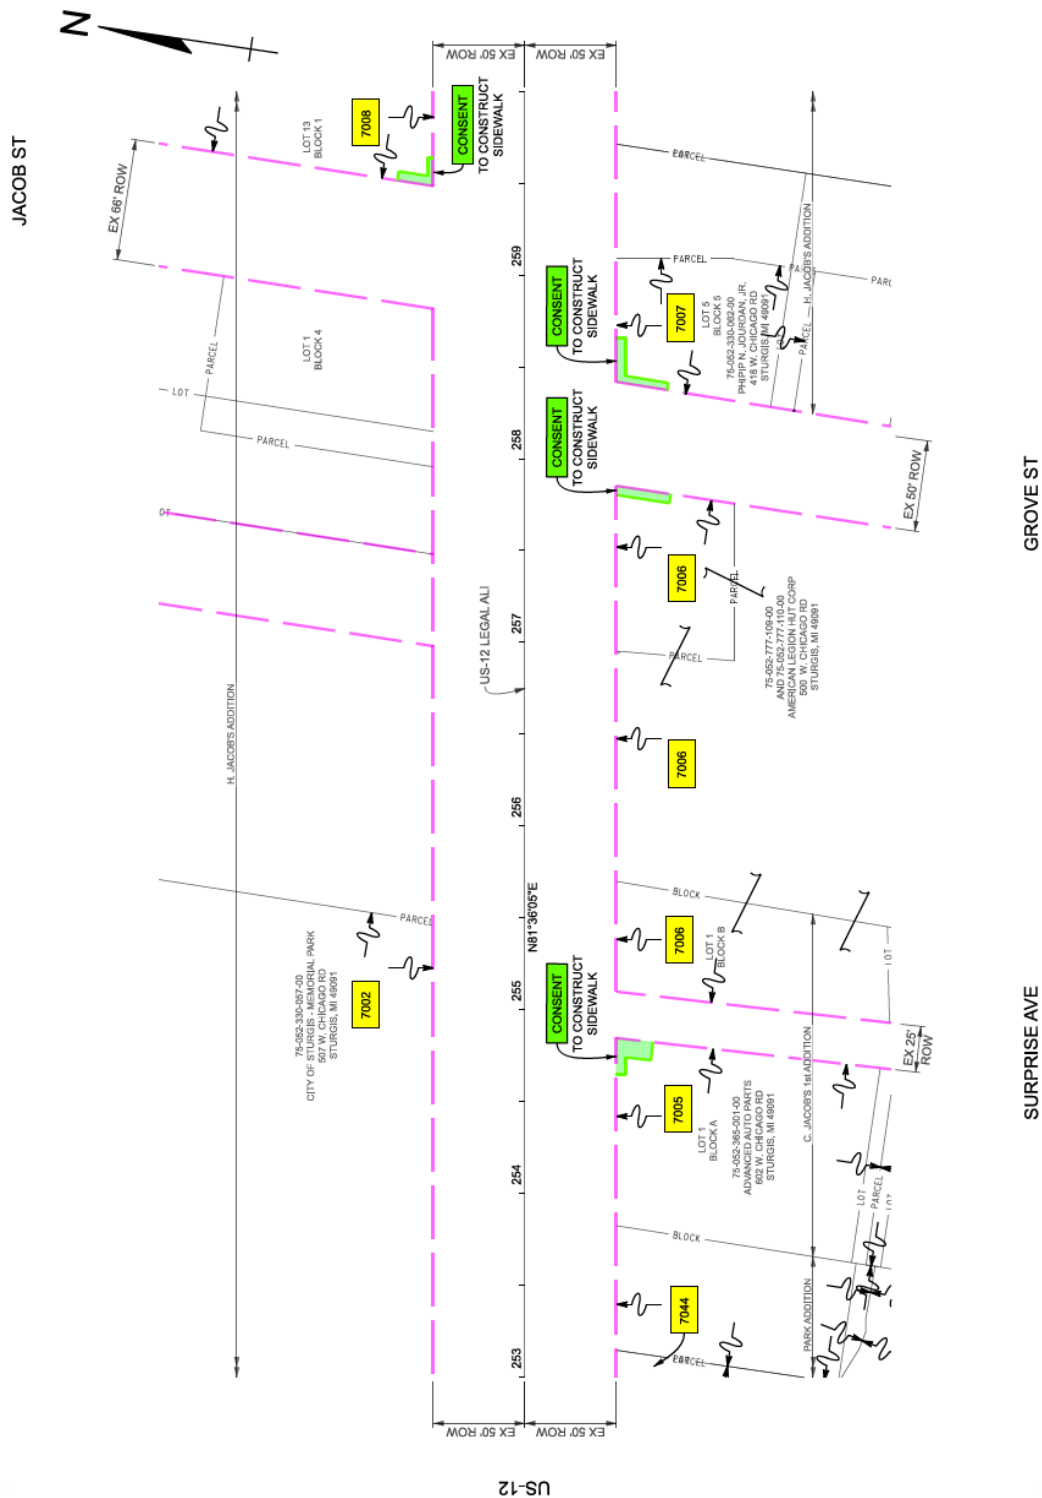 JACOB ST
N
EX 50' ROW
EX 50' ROW
EX 66' ROW
LOT 13
BLOCK 1
7008
CONSENT
TO CONSTRUCT
SIDEWALK
LOT 1
BLOCK 4
PARCEL
LOT
PARCEL
OT
H. JACOB'S ADDITION
PARCEL
75-052-330-057-00
CITY OF STURGIS - MEMORIAL PARK
507 W. CHICAGO RD
STURGIS, MI 49091
7002
259
258
257
256
255
254
253
US-12 LEGAL ALI
N81°36'05"E
CONSENT
TO CONSTRUCT
SIDEWALK
CONSENT
TO CONSTRUCT
SIDEWALK
CONSENT
TO CONSTRUCT
SIDEWALK
PARCEL
7007
LOT 5
BLOCK 5
75-052-330-062-00
PHIPIP N. JOURDAN, JR.
416 W. CHICAGO RD
STURGIS, MI 49091
PARCEL
LOT
H. JACOB'S ADDITION
PARC
EX 50' ROW
7006
PARCEL
PARCEL
75-052-777-109-00
AND 75-052-777-110-00
AMERICAN LEGION HUT CORP
500 W. CHICAGO RD
STURGIS, MI 49091
7006
BLOCK
7006
LOT 1
BLOCK B
LOT
EX 25'
ROW
C. JACOB'S 1st ADDITION
7005
LOT 1
BLOCK A
75-052-365-001-00
ADVANCED AUTO PARTS
602 W. CHICAGO RD
STURGIS, MI 49091
LOT
PARCEL
BLOCK
7044
PARK ADDITION
EX 50' ROW
EX 50' ROW
US-12
GROVE ST
SURPRISE AVE